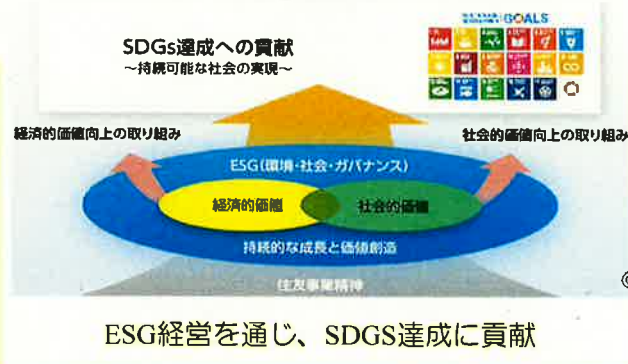 GOALS
SDGs達成への貢献
～持続可能な社会の実現～
経済的価値向上の取り組み
社会的価値向上の取り組み
ESG(環境・社会・ガバナンス)
経済的価値
社会的価値
持続的な成長と価値創造
住友事業精神
ESG経営を通じ、SDGS達成に貢献